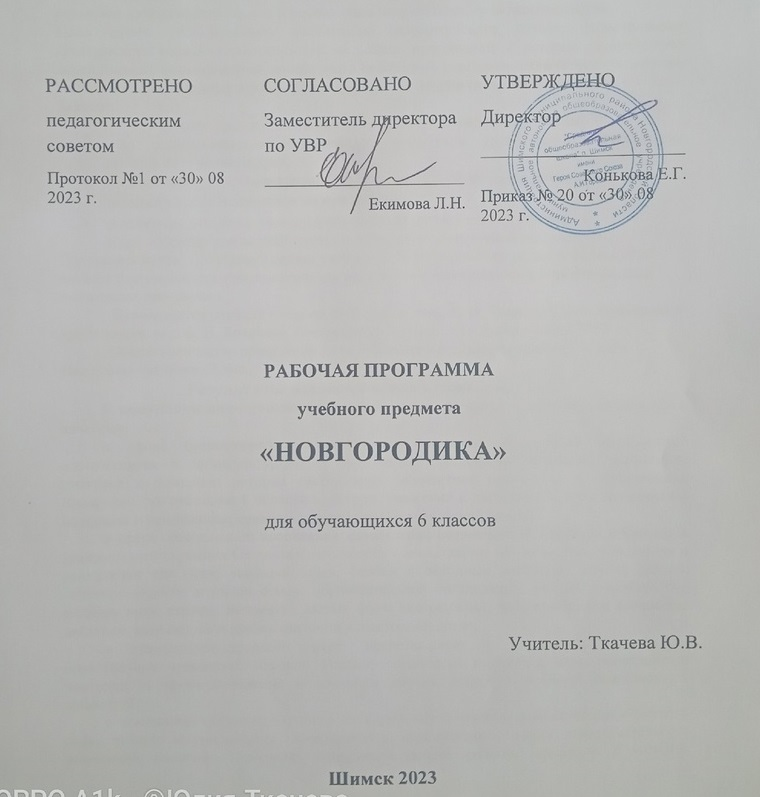 РАССМОТРЕНО
педагогическим
советом
Протокол №1 от «30» 08
2023 г.
СОГЛАСОВАНО
Заместитель директора
по УВР
Екимова Л.Н.
УТВЕРЖДЕНО
Директор
Конькова Е.Г.
Приказ № 20 от «30» 08
2023 г.
РАБОЧАЯ ПРОГРАММА
учебного предмета
«НОВГОРОДИКА»
для обучающихся 6 классов
Учитель: Ткачева Ю.В.
Шимск 2023